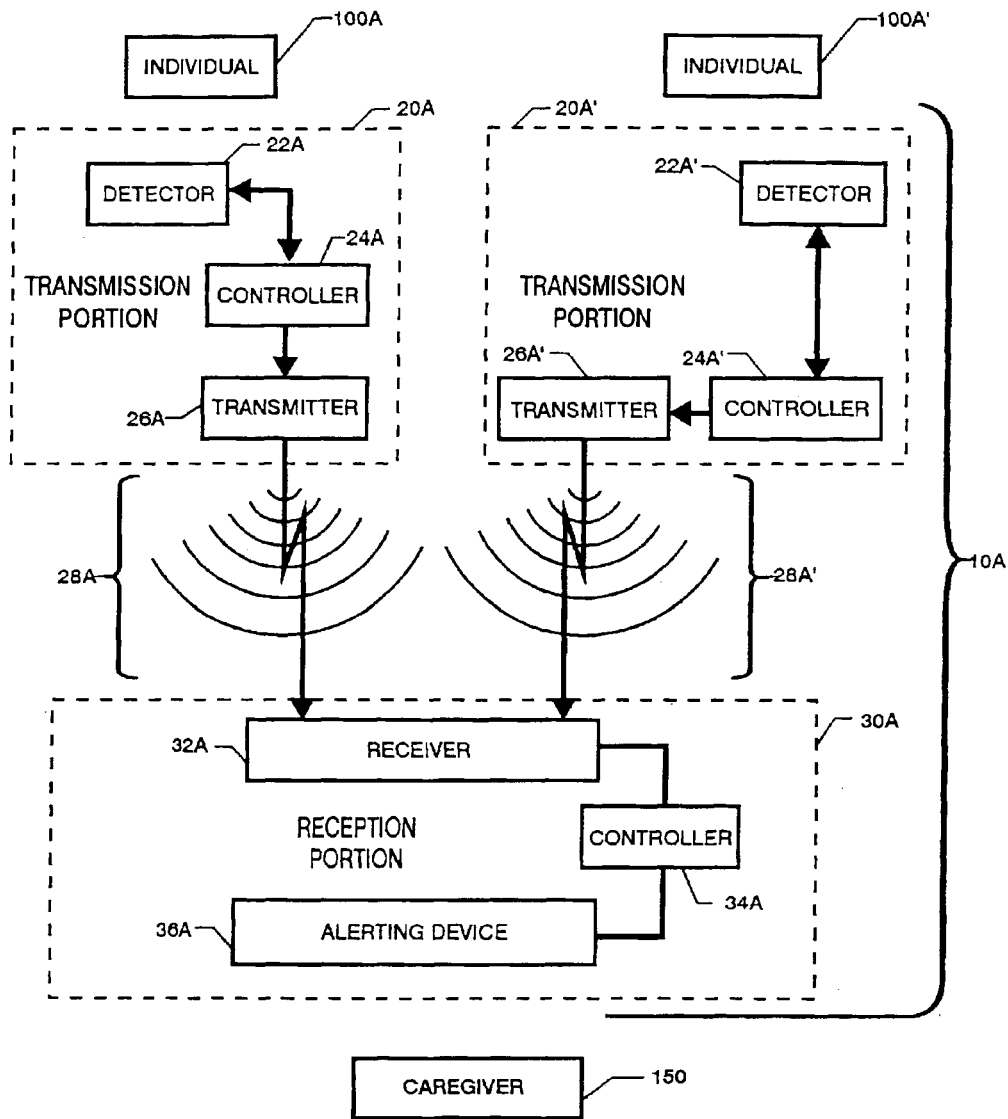 100A
100A'
INDIVIDUAL
INDIVIDUAL
20A
20A'
22A
22A'
DETECTOR
DETECTOR
24A
TRANSMISSION
PORTION
CONTROLLER
TRANSMISSION
PORTION
26A'
24A'
26A
TRANSMITTER
TRANSMITTER
CONTROLLER
28A
28A'
10A
30A
32A
RECEIVER
RECEPTION
PORTION
CONTROLLER
34A
36A
ALERTING DEVICE
CAREGIVER
150